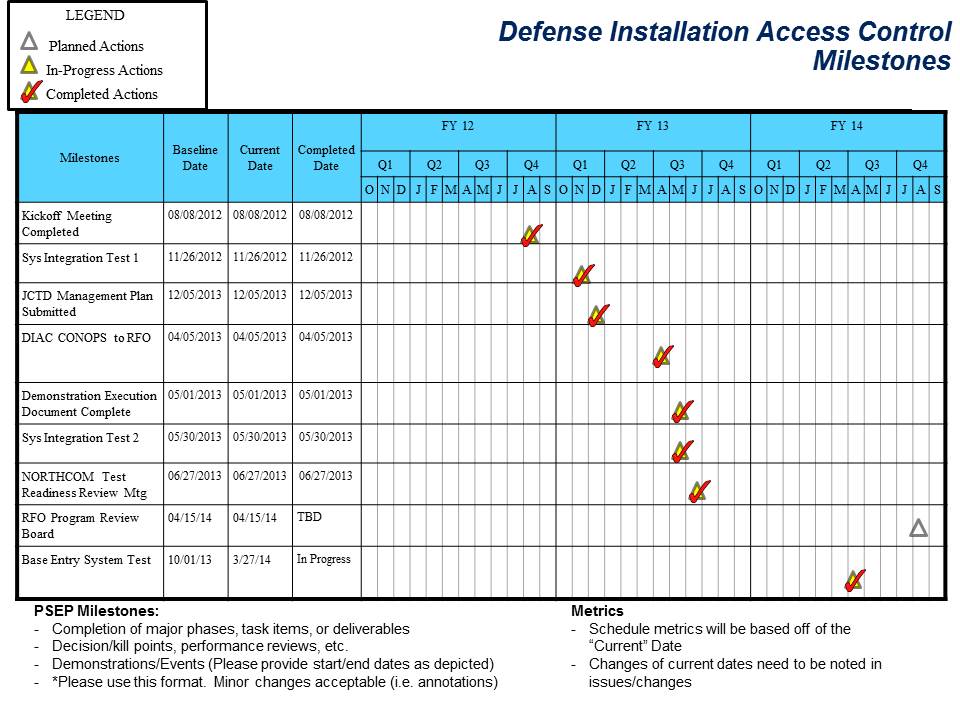 LEGEND
Planned Actions
In-Progress Actions
Completed Actions
Defense Installation Access Control
Milestones
Milestones
Baseline
Date
Current
Date
Completed
Date
FY 12
FY 13
FY 14
Q1 Q2 Q3 Q4 Q1 Q2 Q3 Q4 Q1 Q2 Q3 Q4
O N D J F M A M J J A S O N D J F M A M J J A S O N D J F M A M J J A S
Kickoff Meeting
Completed
08/08/2012 08/08/2012 08/08/2012
Sys Integration Test 1 11/26/2012 11/26/2012 11/26/2012
JCTD Management Plan
Submitted
12/05/2013 12/05/2013 12/05/2013
DIAC CONOPS to RFO 04/05/2013 04/05/2013 04/05/2013
Demonstration Execution
Document Complete
05/01/2013 05/01/2013 05/01/2013
Sys Integration Test 2 05/30/2013 05/30/2013 05/30/2013
NORTHCOM Test
Readiness Review Mtg
06/27/2013 06/27/2013 06/27/2013
RFO Program Review
Board
04/15/14 04/15/14 TBD
Base Entry System Test 10/01/13 3/27/14 In Progress
PSEP Milestones:
- Completion of major phases, task items, or deliverables
- Decision/kill points, performance reviews, etc.
- Demonstrations/Events (Please provide start/end dates as depicted)
- *Please use this format. Minor changes acceptable (i.e. annotations)
Metrics
- Schedule metrics will be based off of the
“Current” Date
- Changes of current dates need to be noted in
issues/changes